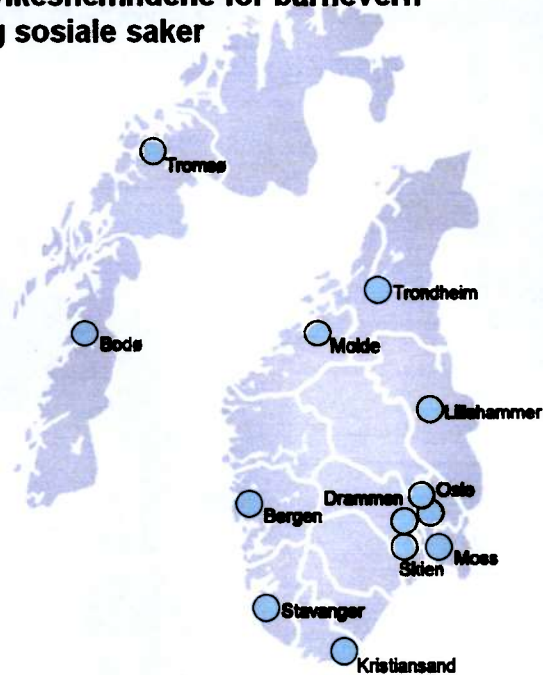 sosiale saker
Tromsø
Trondheim
Bodø
Molde
Lillehammer
Drammen
Oslo
Bergen
Moss
Skien
Stavanger
Kristiansand